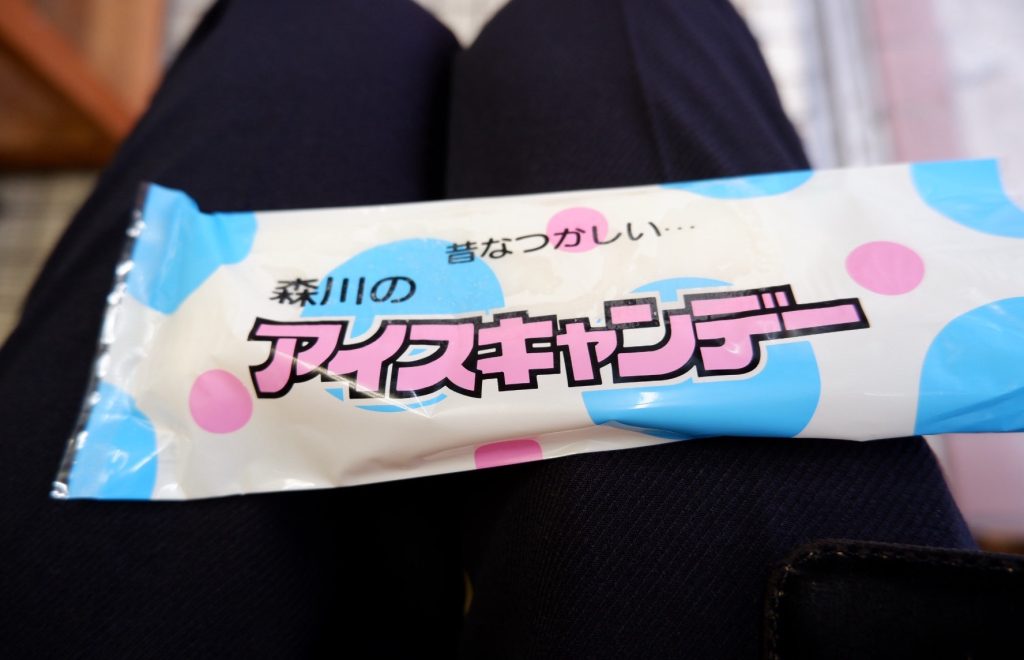 昔なつかしい…
森川の
アイスキャンデー